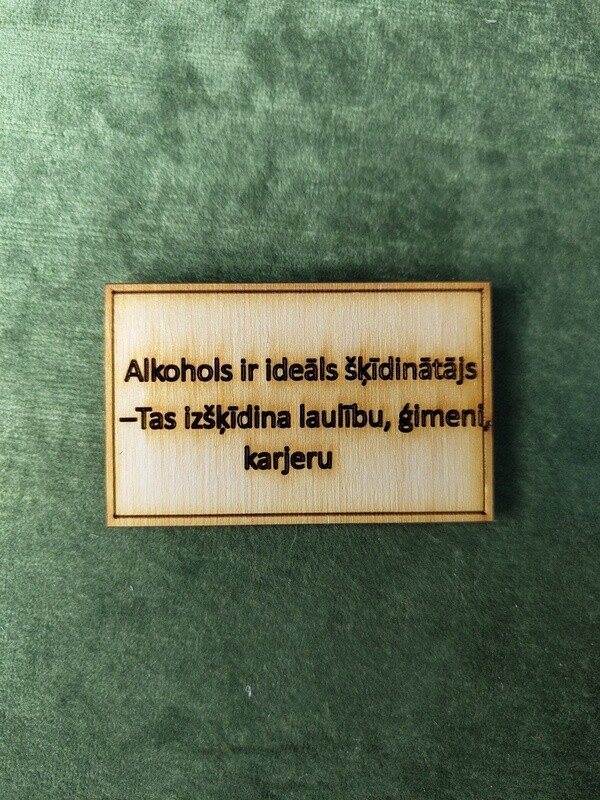 Alkohols ir ideāls šķīdinātājs
–Tas izšķīdina laulību, ģimeni,
karjeru